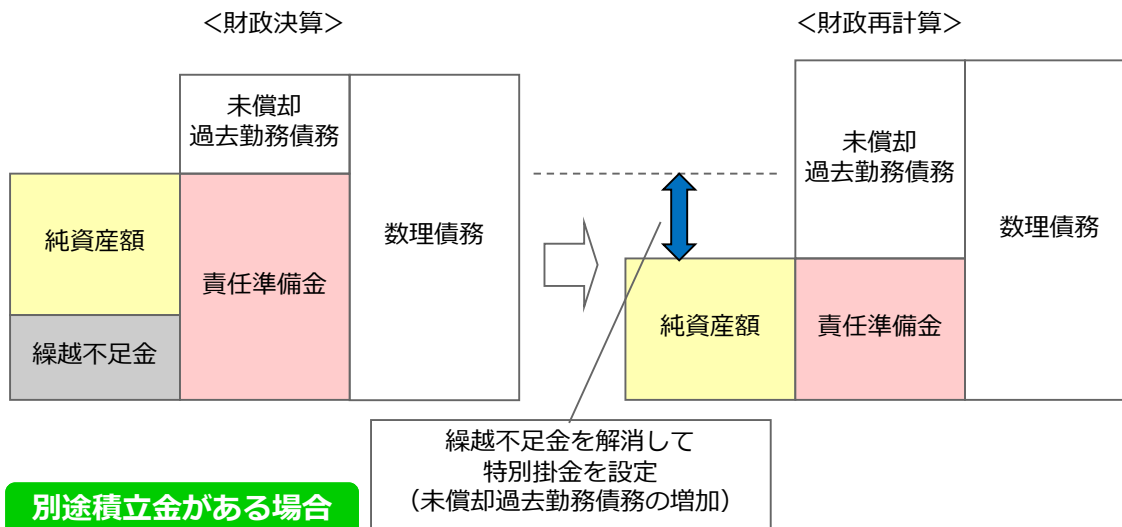 ＜財政決算＞
未償却
過去勤務債務
純資産額
責任準備金
数理債務
繰越不足金
＜財政再計算＞
未償却
過去勤務債務
数理債務
純資産額
責任準備金
繰越不足金を解消して
特別掛金を設定
（未償却過去勤務債務の増加）
別途積立金がある場合